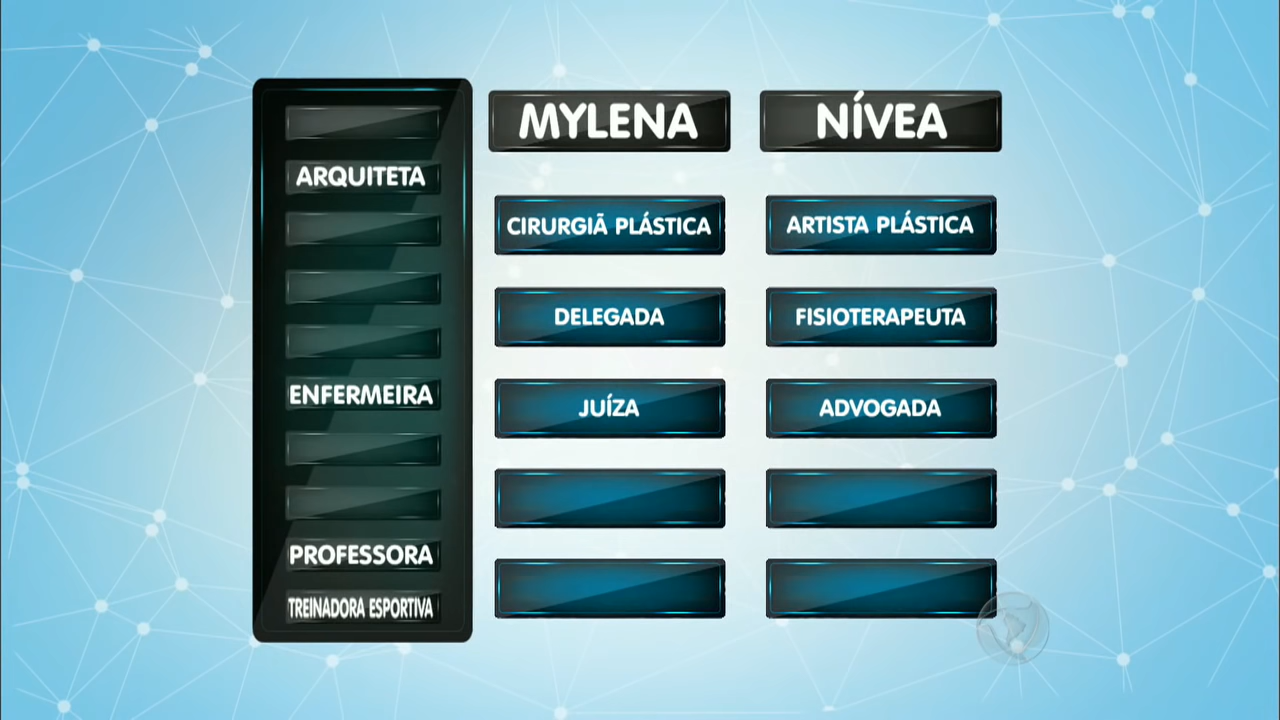 MYLENA
NÍVEA
ARQUITETA
ENFERMEIRA
PROFESSORA
TREINADORA ESPORTIVA
CIRURGIÃ PLÁSTICA
DELEGADA
JUÍZA
ARTISTA PLÁSTICA
FISIOTERAPEUTA
ADVOGADA